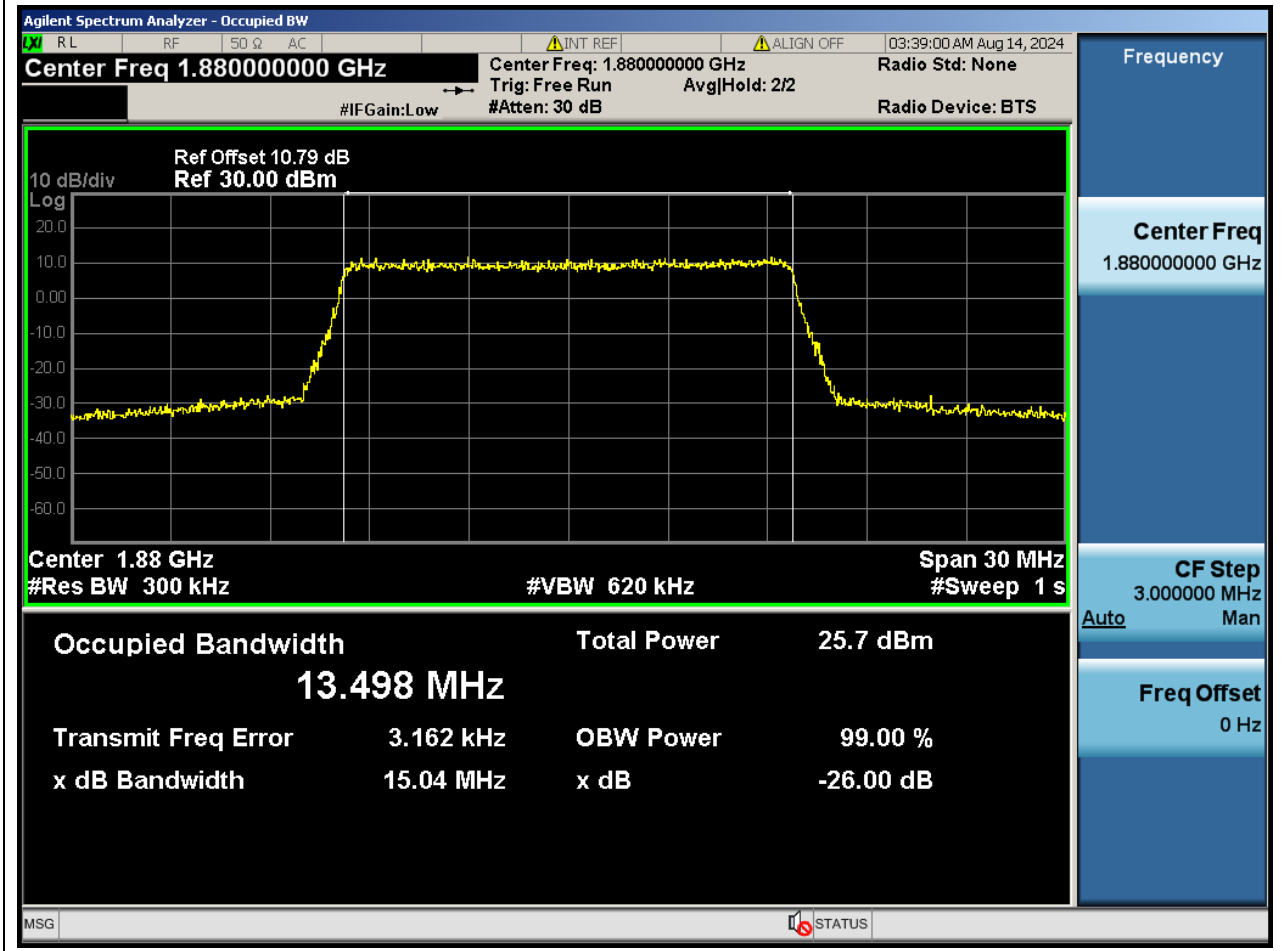 Agilent Spectrum Analyzer - Occupied BW
LXI RL RF 50 Ω AC INT REF ALIGN OFF 03:39:00 AM Aug 14, 2024
Center Freq 1.880000000 GHz
Center Freq: 1.880000000 GHz
Radio Std: None
Trig: Free Run Avg|Hold: 2/2
#IFGain:Low
#Atten: 30 dB
Radio Device: BTS
Ref Offset 10.79 dB
10 dB/div Ref 30.00 dBm
Log
20.0
10.0
0.00
-10.0
-20.0
-30.0
-40.0
-50.0
-60.0
Center 1.88 GHz Span 30 MHz
#Res BW 300 kHz #VBW 620 kHz #Sweep 1 s
Occupied Bandwidth Total Power 25.7 dBm
13.498 MHz
Transmit Freq Error 3.162 kHz OBW Power 99.00 %
x dB Bandwidth 15.04 MHz x dB -26.00 dB
Frequency
Center Freq
1.880000000 GHz
CF Step
3.000000 MHz
Auto Man
Freq Offset
0 Hz
MSG STATUS